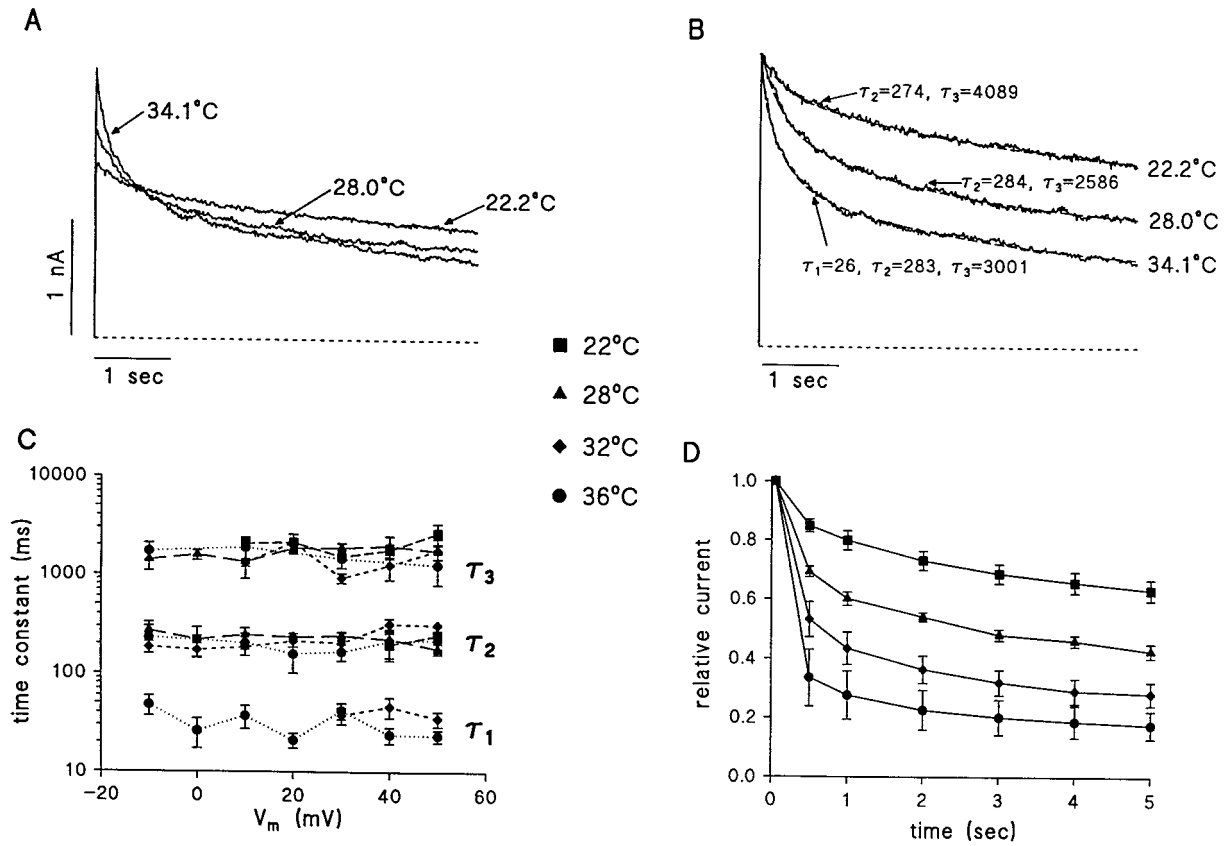 A
34.1°C
28.0°C
22.2°C
1 nA
1 sec
B
τ₂=274, τ₃=4089
22.2°C
τ₂=284, τ₃=2586
28.0°C
34.1°C
τ₁=26, τ₂=283, τ₃=3001
1 sec
22°C
28°C
32°C
36°C
C
10000
1000
100
10
time constant (ms)
τ₃
τ₂
τ₁
−20
0
20
40
60
Vm (mV)
D
1.0
0.8
0.6
0.4
0.2
0.0
relative current
0
1
2
3
4
5
time (sec)